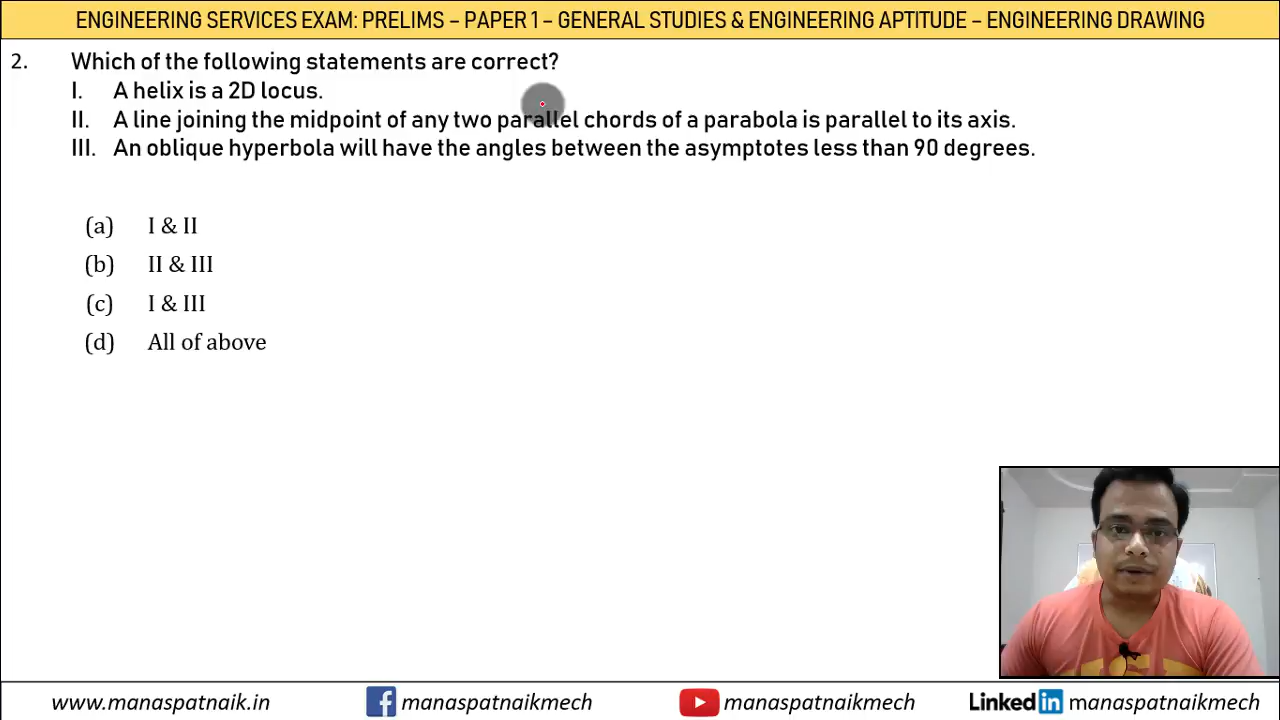 ENGINEERING SERVICES EXAM: PRELIMS – PAPER 1 – GENERAL STUDIES & ENGINEERING APTITUDE – ENGINEERING DRAWING
2. Which of the following statements are correct?
I. A helix is a 2D locus.
II. A line joining the midpoint of any two parallel chords of a parabola is parallel to its axis.
III. An oblique hyperbola will have the angles between the asymptotes less than 90 degrees.
(a) I & II
(b) II & III
(c) I & III
(d) All of above
www.manaspatnaik.in manaspatnaikmech manaspatnaikmech LinkedIn manaspatnaikmech